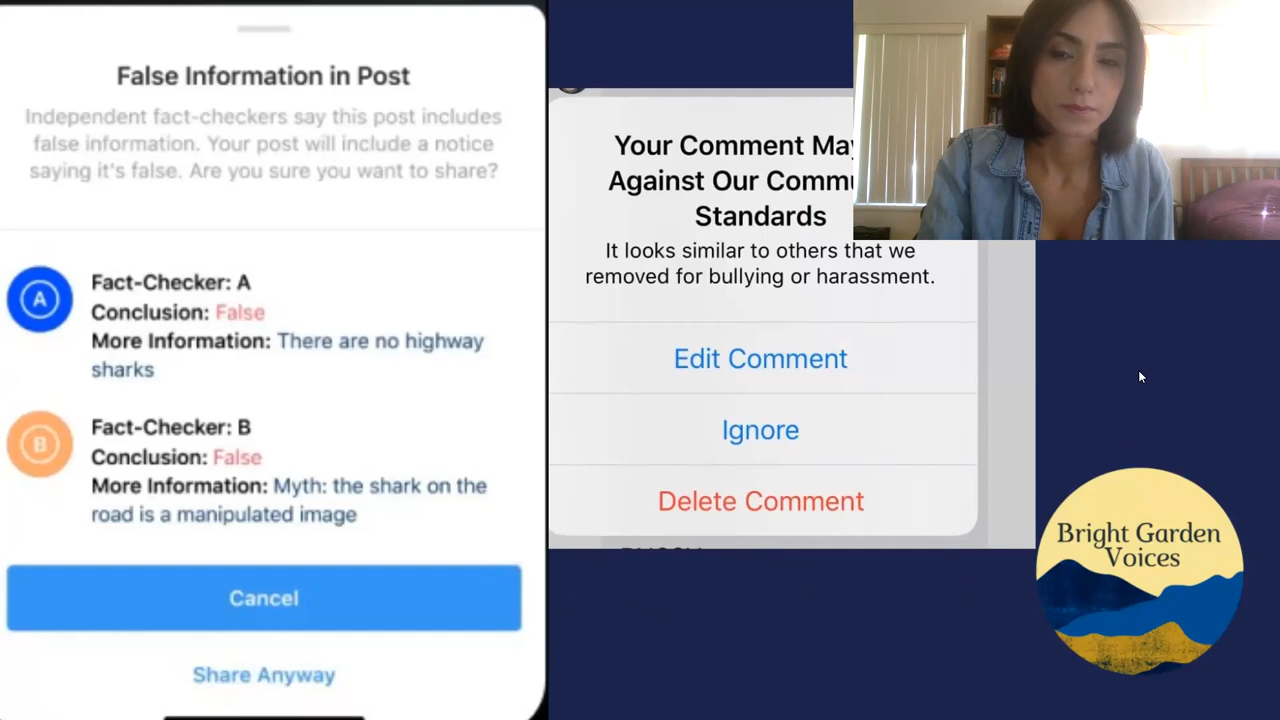 False Information in Post
Independent fact-checkers say this post includes
false information. Your post will include a notice
saying it's false. Are you sure you want to share?
A
Fact-Checker: A
Conclusion: False
More Information: There are no highway
sharks
B
Fact-Checker: B
Conclusion: False
More Information: Myth: the shark on the
road is a manipulated image
Cancel
Share Anyway
Your Comment May
Against Our Commu
Standards
It looks similar to others that we
removed for bullying or harassment.
Edit Comment
Ignore
Delete Comment
Bright Garden
Voices